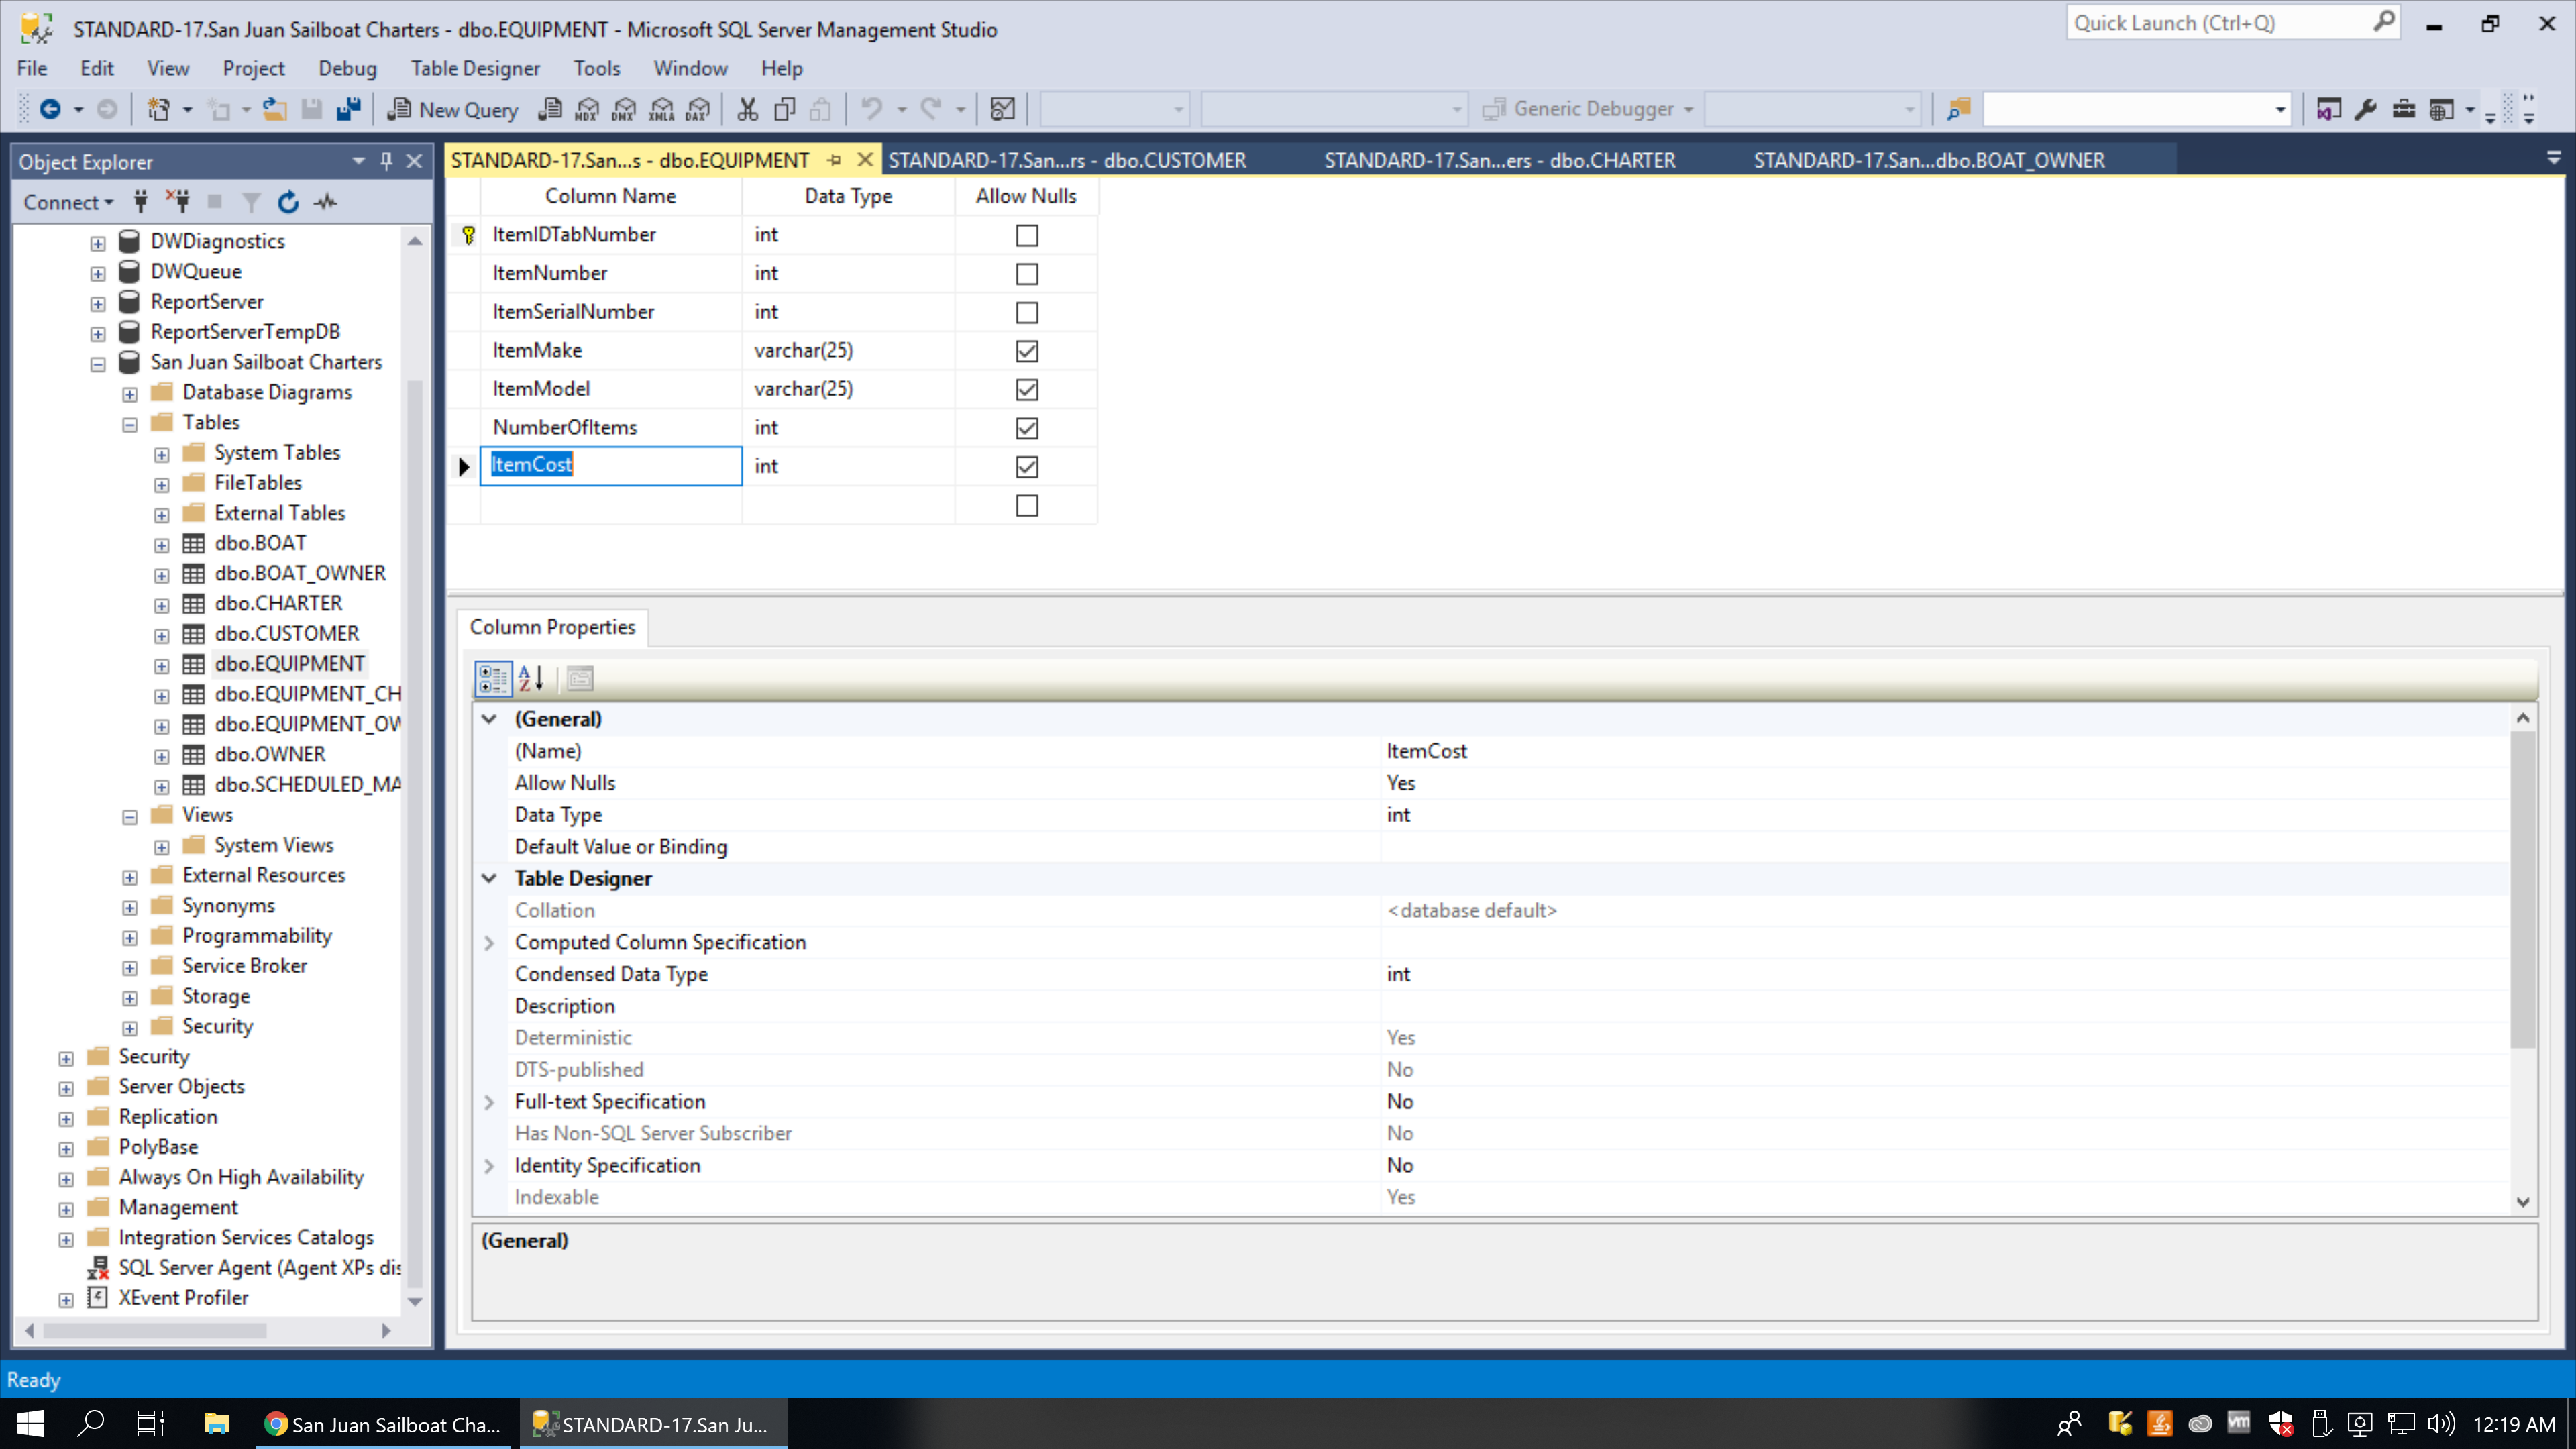 STANDARD-17.San Juan Sailboat Charters - dbo.EQUIPMENT - Microsoft SQL Server Management Studio
Quick Launch (Ctrl+Q)
File Edit View Project Debug Table Designer Tools Window Help
New Query MDX DMX XMLA DAX Generic Debugger
Object Explorer
STANDARD-17.San...s - dbo.EQUIPMENT
STANDARD-17.San...rs - dbo.CUSTOMER
STANDARD-17.San...ers - dbo.CHARTER
STANDARD-17.San...dbo.BOAT_OWNER
Connect
DWDiagnostics
DWQueue
ReportServer
ReportServerTempDB
San Juan Sailboat Charters
Database Diagrams
Tables
System Tables
FileTables
External Tables
dbo.BOAT
dbo.BOAT_OWNER
dbo.CHARTER
dbo.CUSTOMER
dbo.EQUIPMENT
dbo.EQUIPMENT_CH
dbo.EQUIPMENT_OW
dbo.OWNER
dbo.SCHEDULED_MA
Views
System Views
External Resources
Synonyms
Programmability
Service Broker
Storage
Security
Security
Server Objects
Replication
PolyBase
Always On High Availability
Management
Integration Services Catalogs
SQL Server Agent (Agent XPs dis
XEvent Profiler
Column Name Data Type Allow Nulls
ItemIDTabNumber int
ItemNumber int
ItemSerialNumber int
ItemMake varchar(25)
ItemModel varchar(25)
NumberOfItems int
ItemCost int
Column Properties
(General)
(Name) ItemCost
Allow Nulls Yes
Data Type int
Default Value or Binding
Table Designer
Collation <database default>
Computed Column Specification
Condensed Data Type int
Description
Deterministic Yes
DTS-published No
Full-text Specification No
Has Non-SQL Server Subscriber No
Identity Specification No
Indexable Yes
(General)
Ready
San Juan Sailboat Cha...
STANDARD-17.San Ju...
vm
12:19 AM